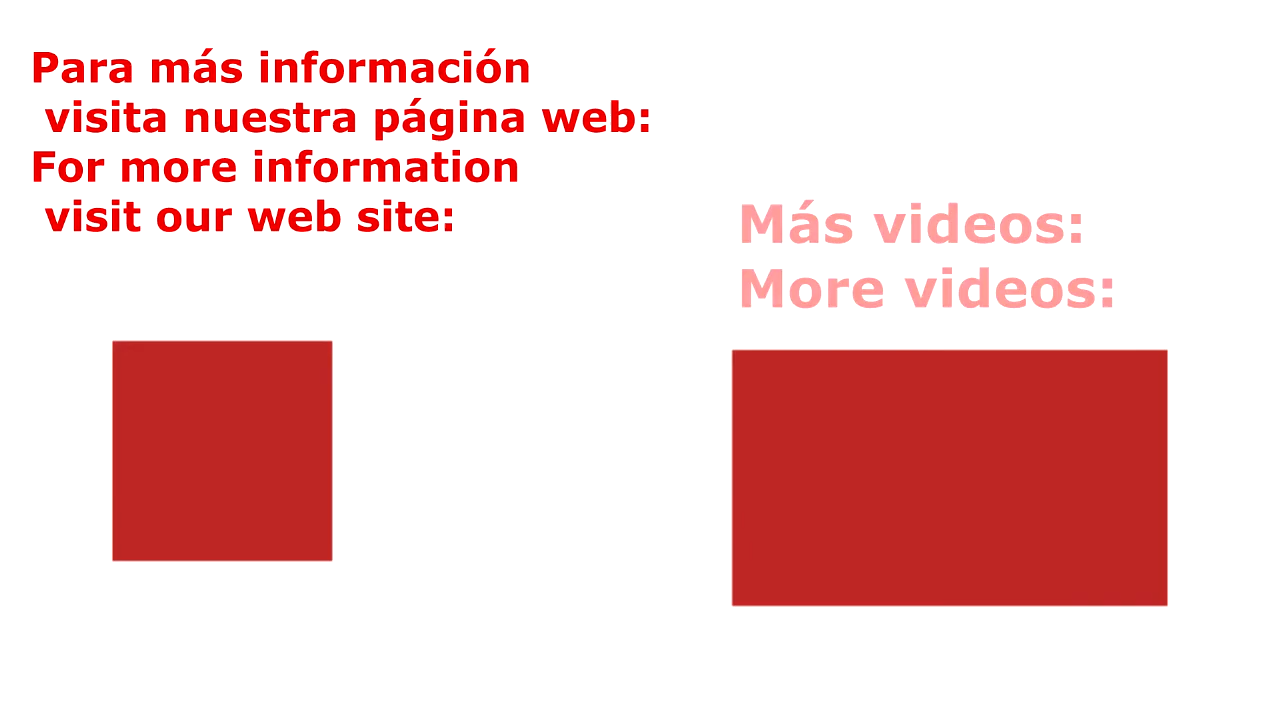 Para más información
visita nuestra página web:
For more information
visit our web site:
Más videos:
More videos: